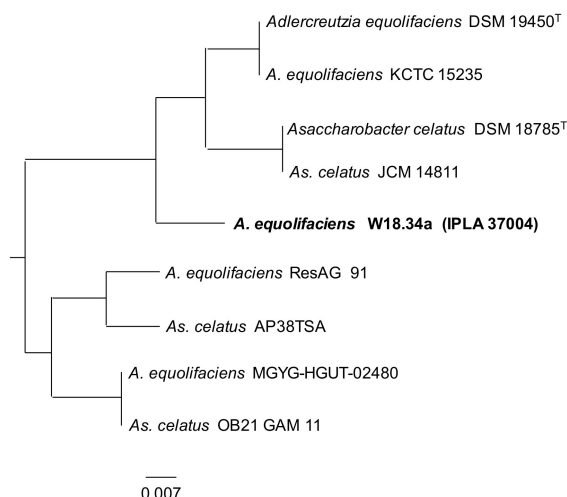 Adlercreutzia equolifaciens DSM 19450ᵀ
A. equolifaciens KCTC 15235
Asaccharobacter celatus DSM 18785ᵀ
As. celatus JCM 14811
A. equolifaciens W18.34a (IPLA 37004)
A. equolifaciens ResAG 91
As. celatus AP38TSA
A. equolifaciens MGYG-HGUT-02480
As. celatus OB21 GAM 11
0.007